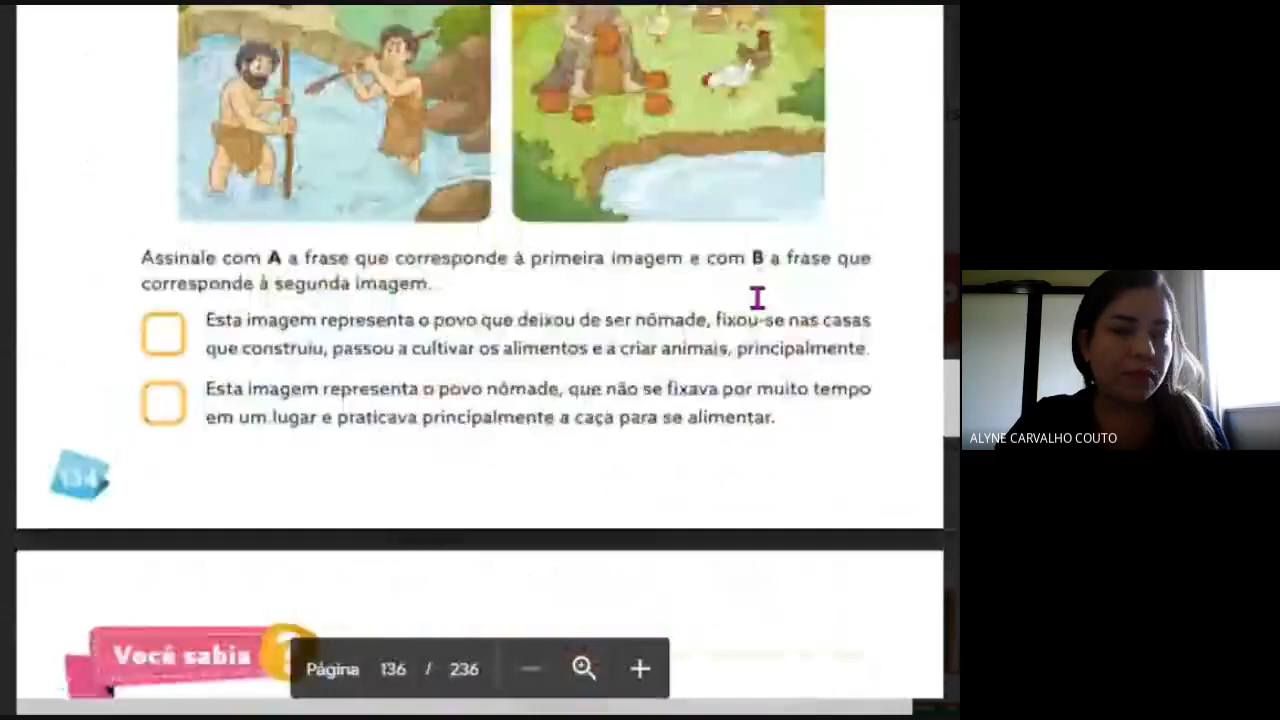 Assinale com A a frase que corresponde à primeira imagem e com B a frase que
corresponde à segunda imagem.
Esta imagem representa o povo que deixou de ser nômade, fixou-se nas casas
que construiu, passou a cultivar os alimentos e a criar animais, principalmente.
Esta imagem representa o povo nômade, que não se fixava por muito tempo
em um lugar e praticava principalmente a caça para se alimentar.
134
Você sabia
Página 136 / 236
ALYNE CARVALHO COUTO